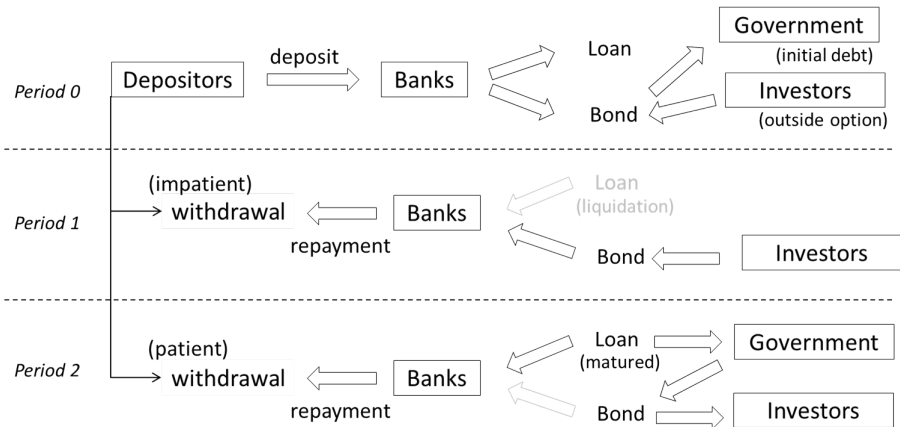 Government
deposit
Loan
(initial debt)
Period 0
Depositors
Banks
Investors
Bond
(outside option)
(impatient)
Loan
Period 1
withdrawal
Banks
(liquidation)
repayment
Bond
Investors
(patient)
Loan
Government
Period 2
withdrawal
Banks
(matured)
repayment
Bond
Investors